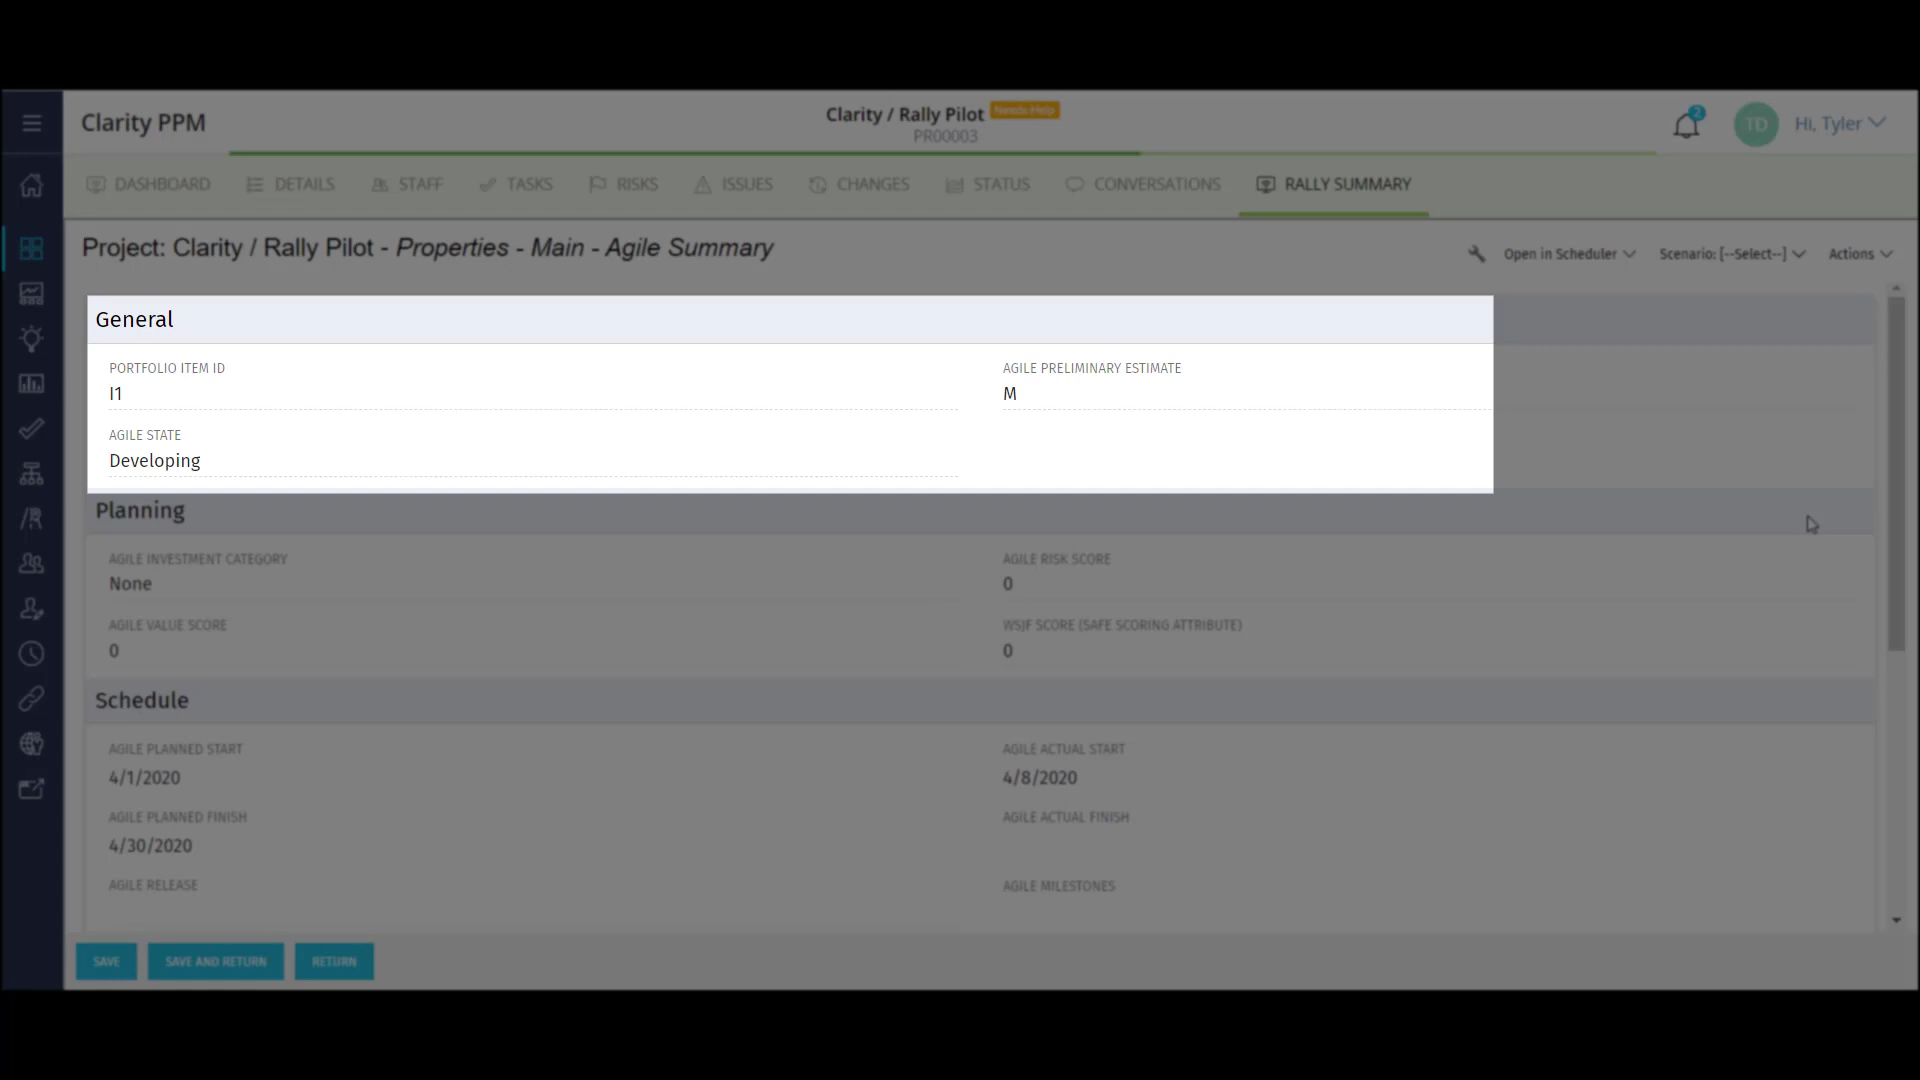 Clarity PPM
Clarity / Rally Pilot Needs Help
PR00003
2
TD
Hi, Tyler
DASHBOARD
DETAILS
STAFF
TASKS
RISKS
ISSUES
CHANGES
STATUS
CONVERSATIONS
RALLY SUMMARY
Project: Clarity / Rally Pilot - Properties - Main - Agile Summary
Open in Scheduler
Scenario: [--Select--]
Actions
General
PORTFOLIO ITEM ID
I1
AGILE PRELIMINARY ESTIMATE
M
AGILE STATE
Developing
Planning
AGILE INVESTMENT CATEGORY
None
AGILE RISK SCORE
0
AGILE VALUE SCORE
0
WSJF SCORE (SAFE SCORING ATTRIBUTE)
0
Schedule
AGILE PLANNED START
4/1/2020
AGILE ACTUAL START
4/8/2020
AGILE PLANNED FINISH
4/30/2020
AGILE ACTUAL FINISH
AGILE RELEASE
AGILE MILESTONES
SAVE
SAVE AND RETURN
RETURN